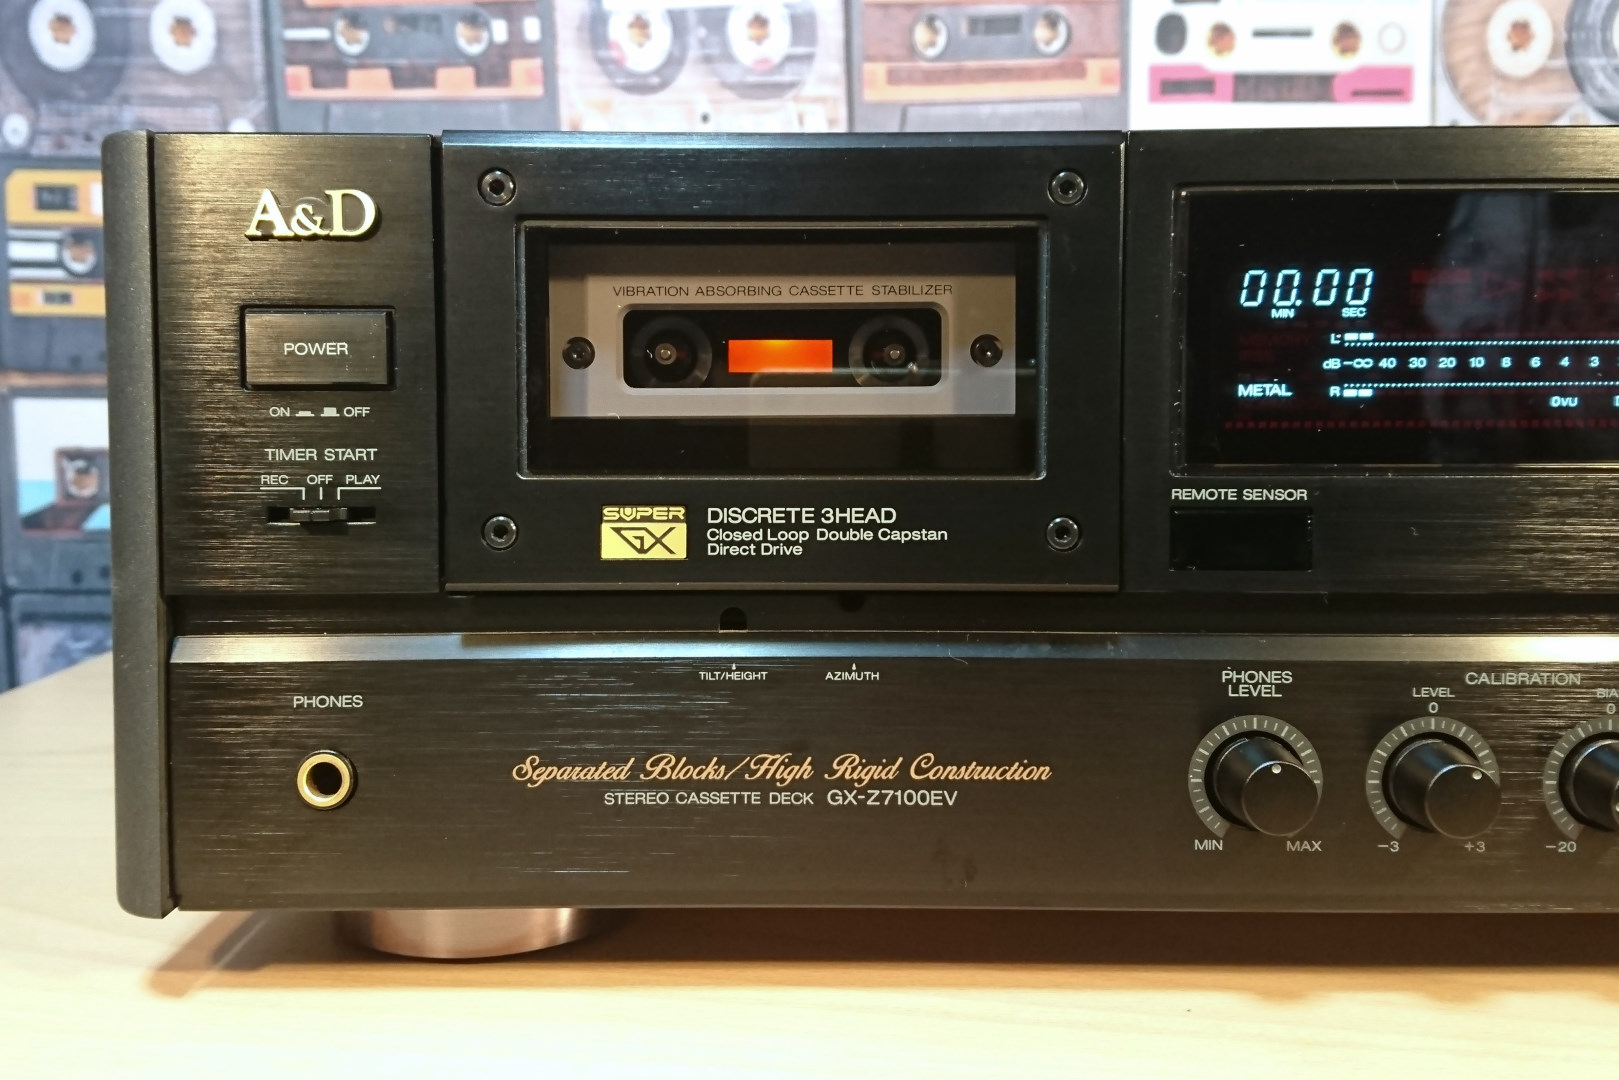 A&D
POWER
ON OFF
TIMER START
REC OFF PLAY
VIBRATION ABSORBING CASSETTE STABILIZER
SUPER GX
DISCRETE 3HEAD
Closed Loop Double Capstan
Direct Drive
00.00
MIN SEC
L
dB -∞ 40 30 20 10 8 6 4 3
METAL R
0VU
REMOTE SENSOR
TILT/HEIGHT AZIMUTH
PHONES
Separated Blocks/High Rigid Construction
STEREO CASSETTE DECK GX-Z7100EV
PHONES
LEVEL
MIN MAX
CALIBRATION
LEVEL
0
-3 +3
BIA
0
-20